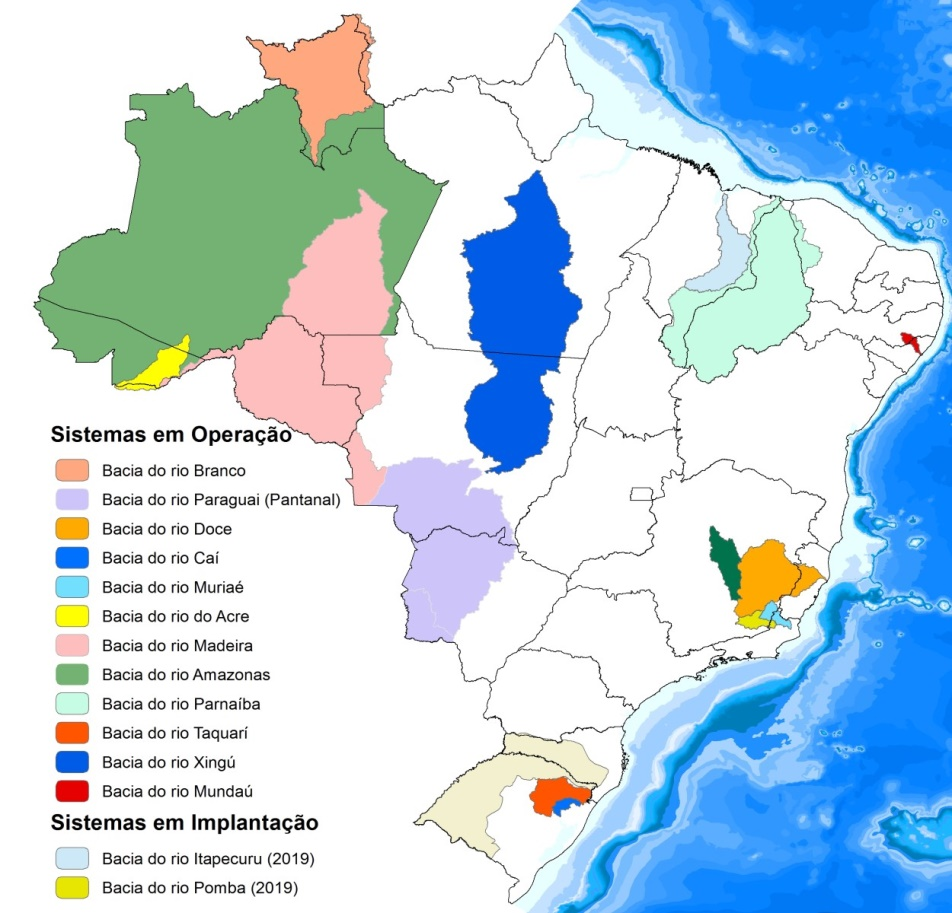 Sistemas em Operação
Bacia do rio Branco
Bacia do rio Paraguai (Pantanal)
Bacia do rio Doce
Bacia do rio Caí
Bacia do rio Muriaé
Bacia do rio do Acre
Bacia do rio Madeira
Bacia do rio Amazonas
Bacia do rio Parnaíba
Bacia do rio Taquarí
Bacia do rio Xingú
Bacia do rio Mundaú
Sistemas em Implantação
Bacia do rio Itapecuru (2019)
Bacia do rio Pomba (2019)